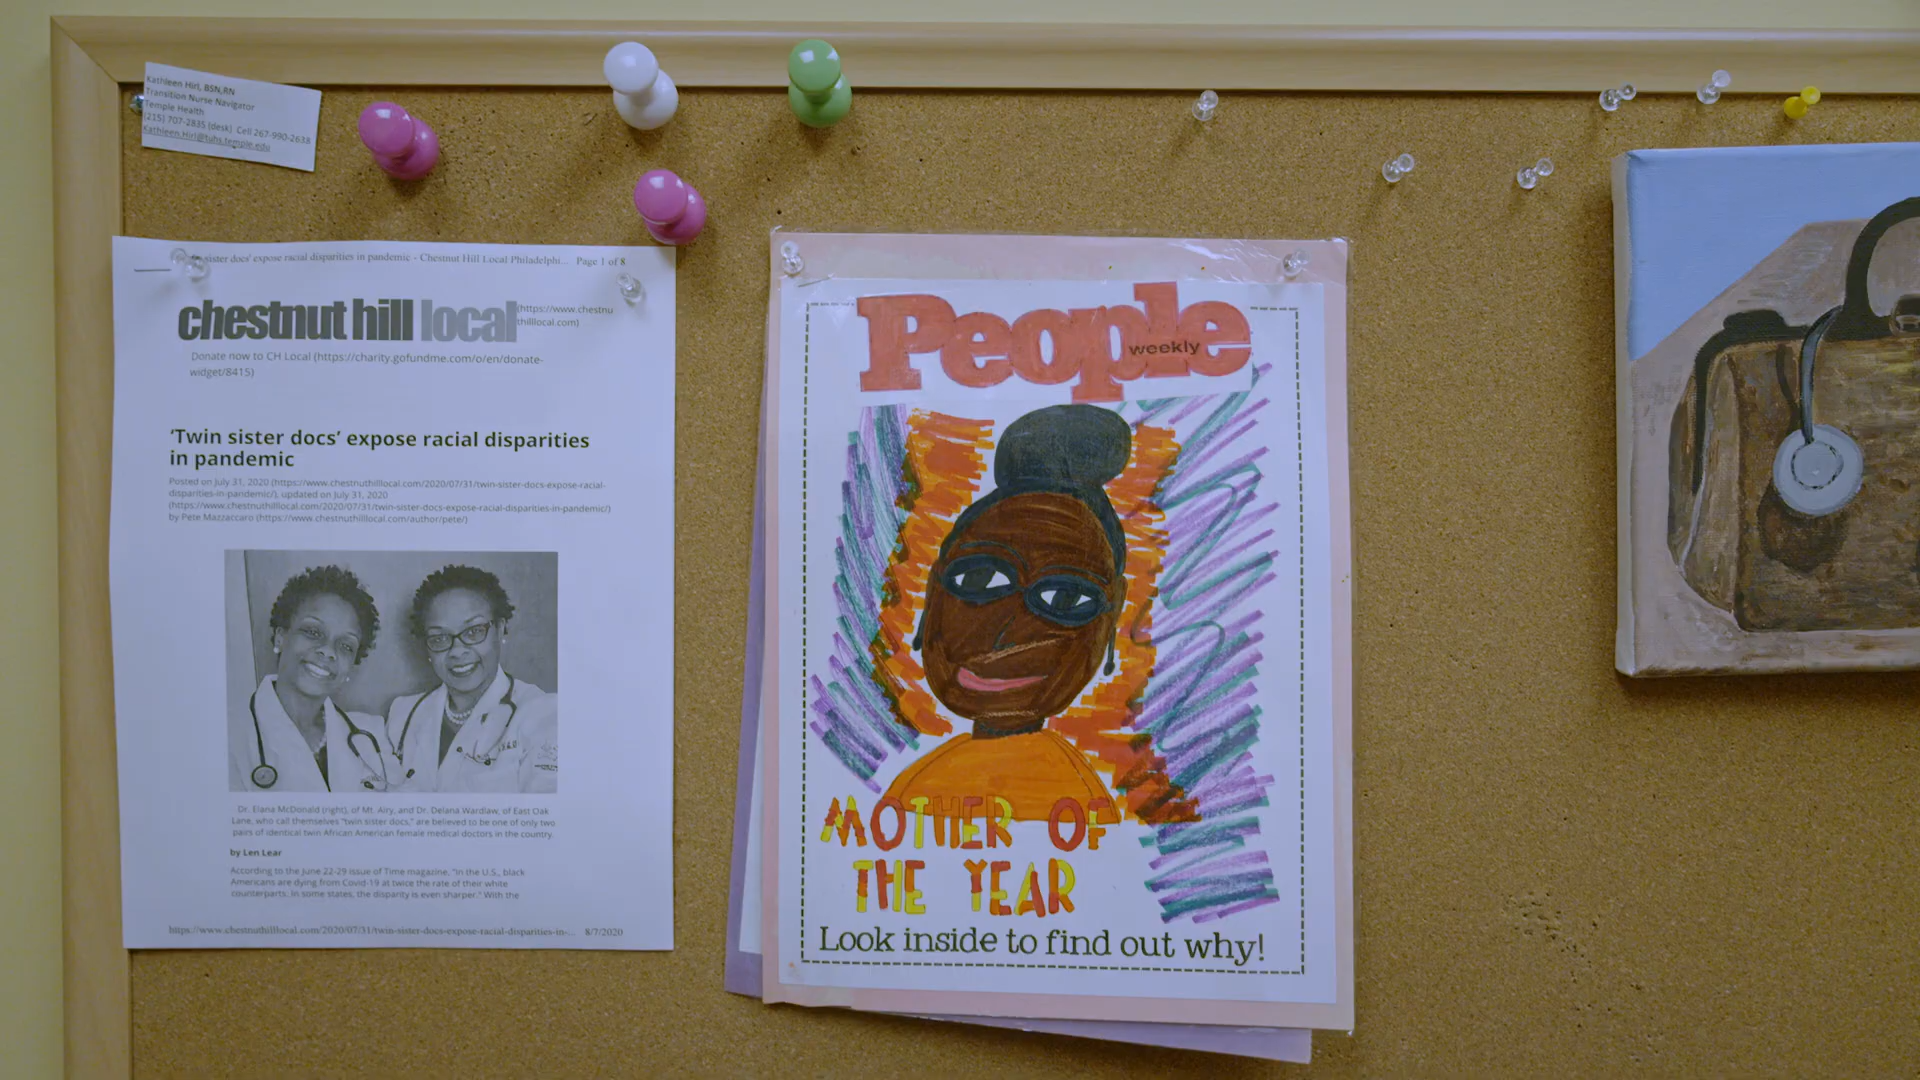 Kathleen Hirl, BSN,RN
Transition Nurse Navigator
Temple Health
(215) 707-2835 (desk) Cell 267-990-2638
Kathleen.Hirl@tuhs.temple.edu
sister docs' expose racial disparities in pandemic - Chestnut Hill Local Philadelphi... Page 1 of 8
chestnut hill local (https://www.chestnu
thilllocal.com)
Donate now to CH Local (https://charity.gofundme.com/o/en/donate-
widget/8415)
‘Twin sister docs’ expose racial disparities
in pandemic
Posted on July 31, 2020 (https://www.chestnuthilllocal.com/2020/07/31/twin-sister-docs-expose-racial-
disparities-in-pandemic/), updated on July 31, 2020
(https://www.chestnuthilllocal.com/2020/07/31/twin-sister-docs-expose-racial-disparities-in-pandemic/)
by Pete Mazzaccaro (https://www.chestnuthilllocal.com/author/pete/)
Dr. Elana McDonald (right), of Mt. Airy, and Dr. Delana Wardlaw, of East Oak
Lane, who call themselves "twin sister docs," are believed to be one of only two
pairs of identical twin African American female medical doctors in the country.
by Len Lear
According to the June 22-29 issue of Time magazine, "In the U.S., black
Americans are dying from Covid-19 at twice the rate of their white
counterparts. In some states, the disparity is even sharper." With the
https://www.chestnuthilllocal.com/2020/07/31/twin-sister-docs-expose-racial-disparities-in-... 8/7/2020
People
weekly
MOTHER OF
THE YEAR
Look inside to find out why!